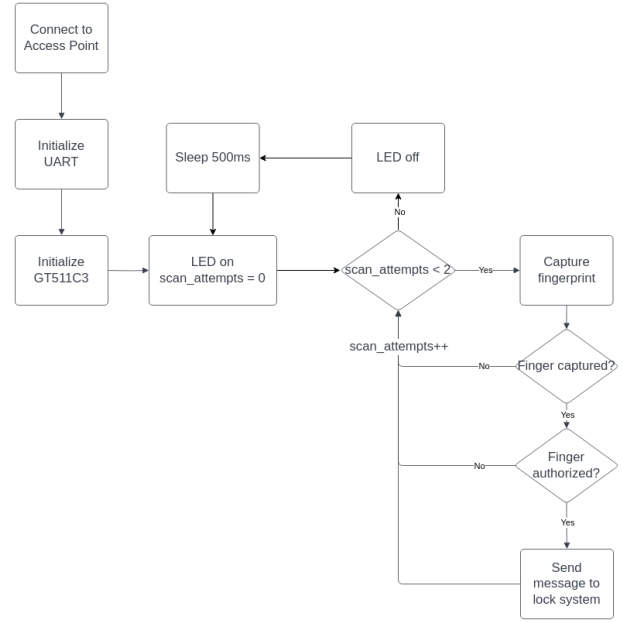 Connect to
Access Point
Initialize
UART
Sleep 500ms
LED off
No
Initialize
GT511C3
LED on
scan_attempts = 0
scan_attempts < 2
Yes
Capture
fingerprint
scan_attempts++
No
Finger captured?
Yes
No
Finger
authorized?
Yes
Send
message to
lock system